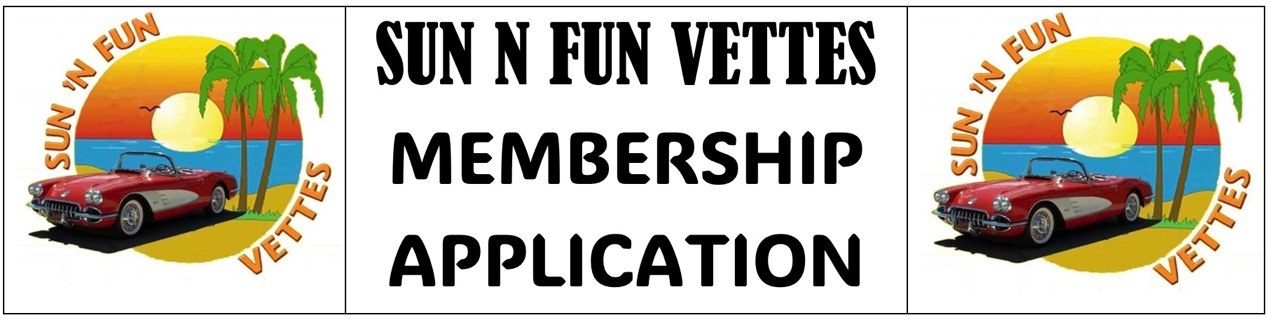 SUN 'N FUN
VETTES
SUN N FUN VETTES
MEMBERSHIP
APPLICATION
SUN 'N FUN
VETTES